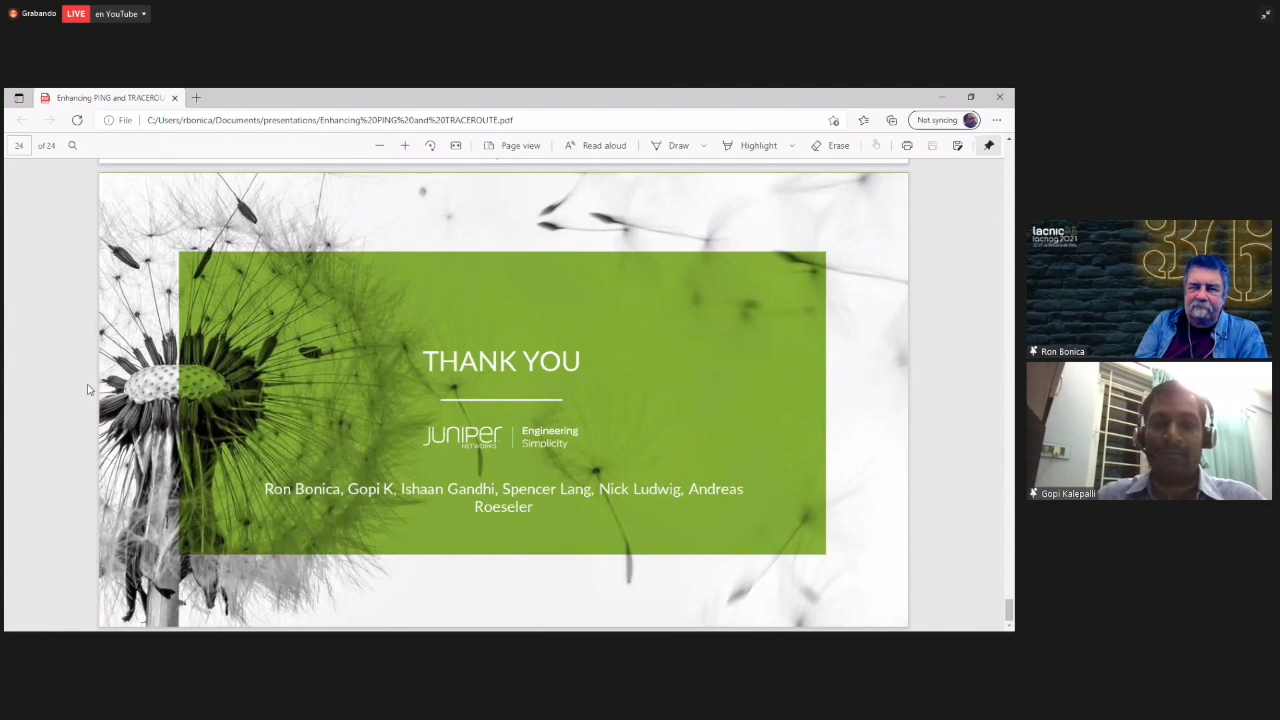 Grabando
LIVE
en YouTube
Enhancing PING and TRACEROU
File
C:/Users/rbonica/Documents/presentations/Enhancing%20PING%20and%20TRACEROUTE.pdf
Not syncing
24
of 24
Page view
Read aloud
Draw
Highlight
Erase
THANK YOU
JUNIPEr
NETWORKS
Engineering
Simplicity
Ron Bonica, Gopi K, Ishaan Gandhi, Spencer Lang, Nick Ludwig, Andreas
Roeseler
lacnic36
lacnog 2021
36
Ron Bonica
Gopi Kalepalli